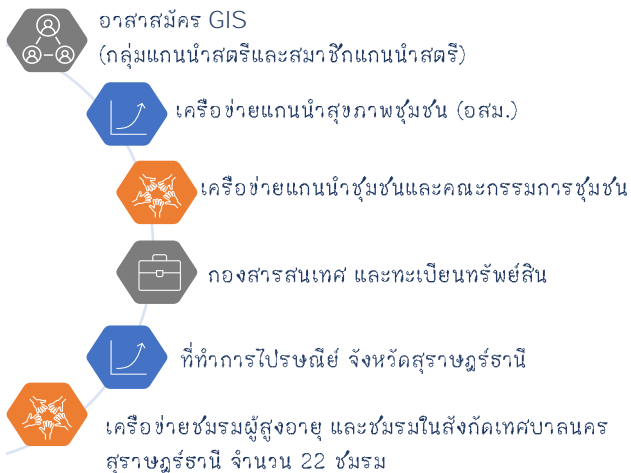 อาสาสมัคร GIS
(กลุ่มแกนนำสตรีและสมาชิกแกนนำสตรี)
เครือข่ายแกนนำสุขภาพชุมชน (อสม.)
เครือข่ายแกนนำชุมชนและคณะกรรมการชุมชน
กองสารสนเทศ และทะเบียนทรัพย์สิน
ที่ทำการไปรษณีย์ จังหวัดสุราษฎร์ธานี
เครือข่ายชมรมผู้สูงอายุ และชมรมในสังกัดเทศบาลนคร
สุราษฎร์ธานี จำนวน 22 ชมรม